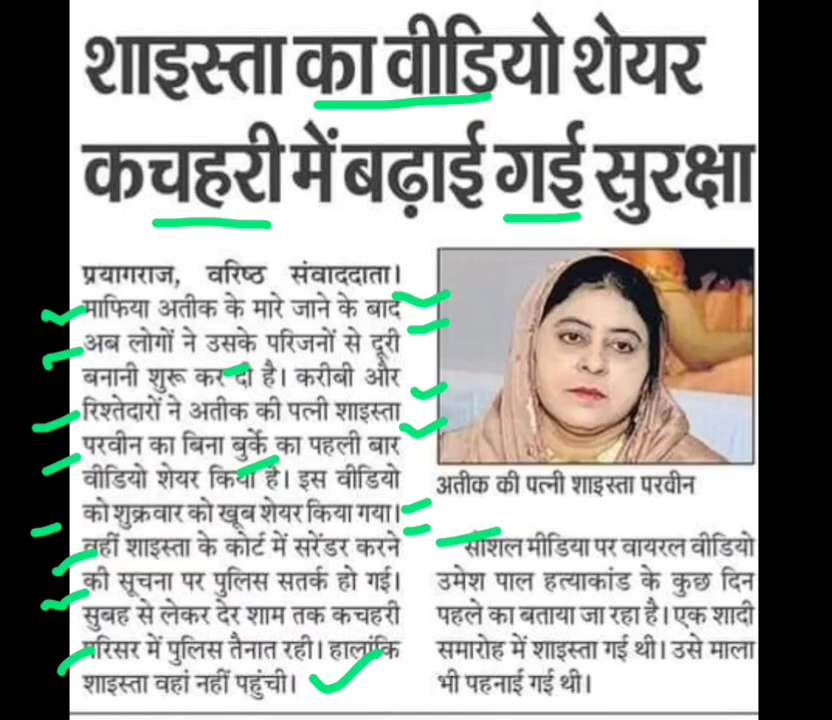 शाइस्ता का वीडियो शेयर
कचहरी में बढ़ाई गई सुरक्षा
प्रयागराज, वरिष्ठ संवाददाता।
माफिया अतीक के मारे जाने के बाद
अब लोगों ने उसके परिजनों से दूरी
बनानी शुरू कर दी है। करीबी और
रिश्तेदारों ने अतीक की पत्नी शाइस्ता
परवीन का बिना बुर्के का पहली बार
वीडियो शेयर किया है। इस वीडियो
को शुक्रवार को खूब शेयर किया गया।
वहीं शाइस्ता के कोर्ट में सरेंडर करने
की सूचना पर पुलिस सतर्क हो गई।
सुबह से लेकर देर शाम तक कचहरी
परिसर में पुलिस तैनात रही। हालांकि
शाइस्ता वहां नहीं पहुंची।
अतीक की पत्नी शाइस्ता परवीन
सोशल मीडिया पर वायरल वीडियो
उमेश पाल हत्याकांड के कुछ दिन
पहले का बताया जा रहा है। एक शादी
समारोह में शाइस्ता गई थी। उसे माला
भी पहनाई गई थी।